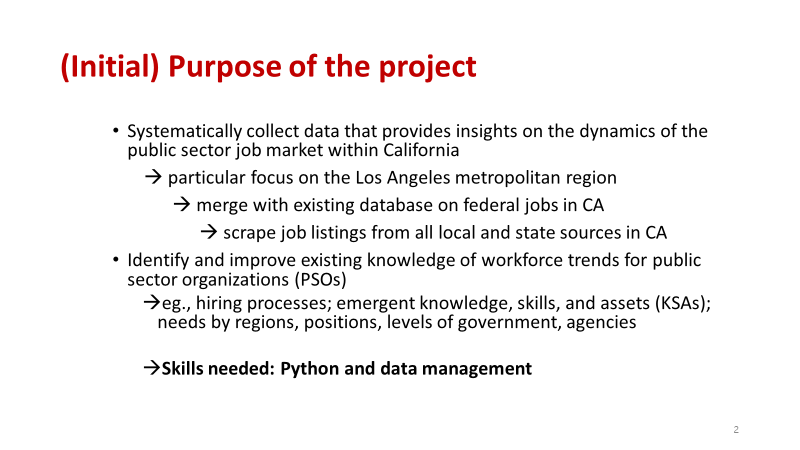 (Initial) Purpose of the project
• Systematically collect data that provides insights on the dynamics of the
public sector job market within California
→ particular focus on the Los Angeles metropolitan region
→ merge with existing database on federal jobs in CA
→ scrape job listings from all local and state sources in CA
• Identify and improve existing knowledge of workforce trends for public
sector organizations (PSOs)
→eg., hiring processes; emergent knowledge, skills, and assets (KSAs);
needs by regions, positions, levels of government, agencies
→Skills needed: Python and data management
2